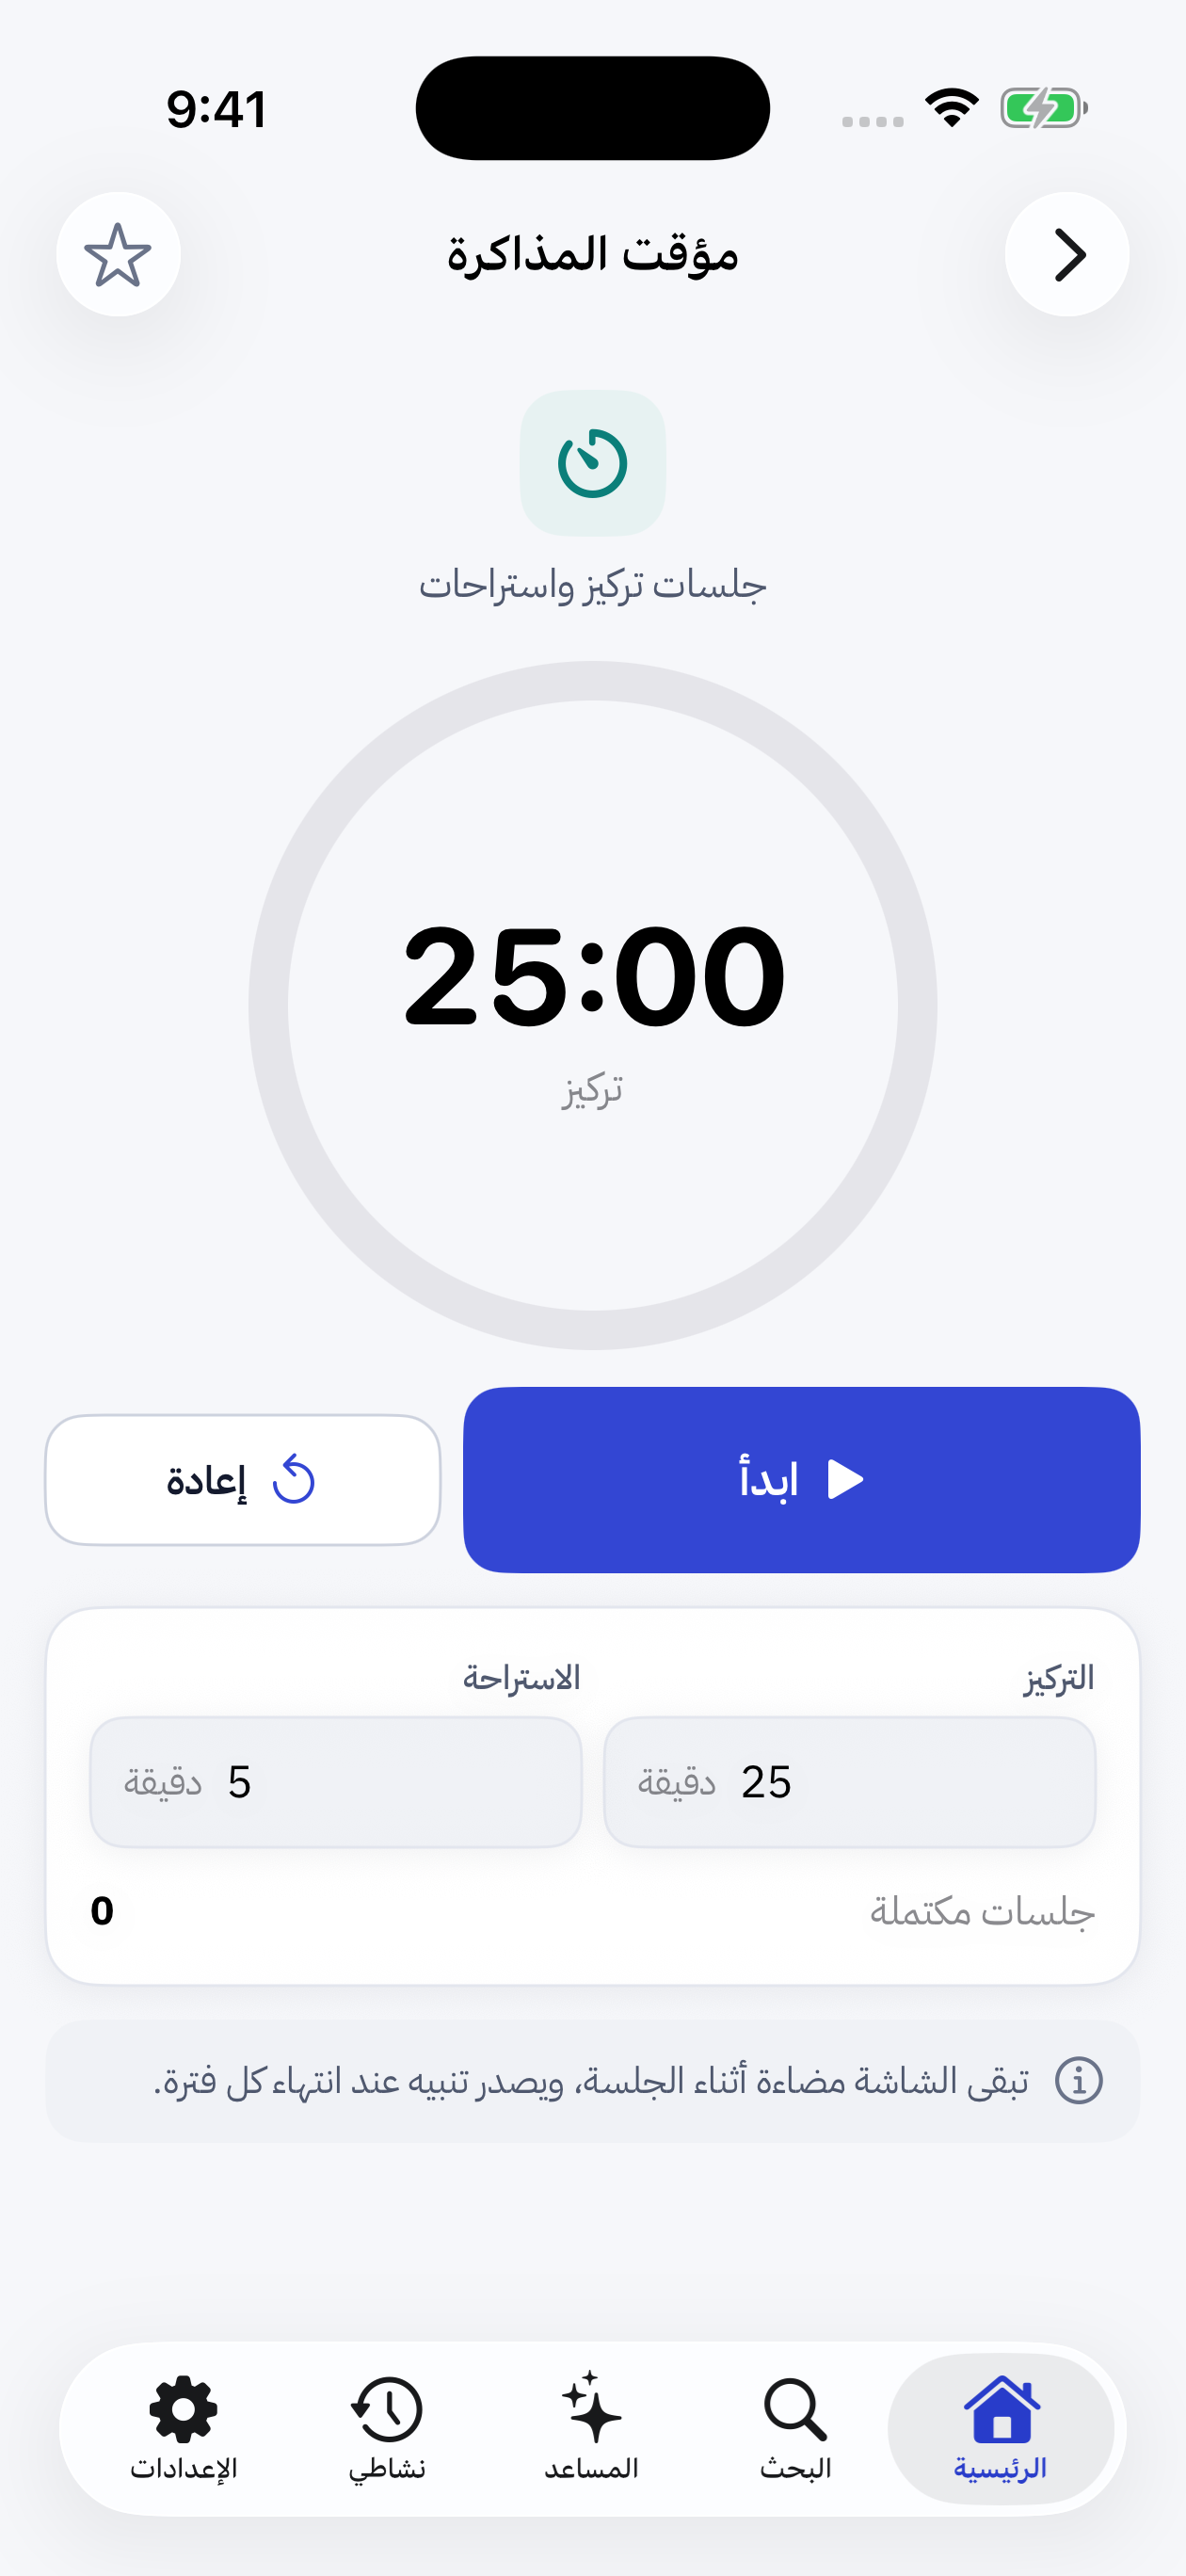 9:41
مؤقت المذاكرة
جلسات تركيز واستراحات
25:00
تركيز
ابدأ
إعادة
التركيز
الاستراحة
25 دقيقة
5 دقيقة
جلسات مكتملة
0
تبقى الشاشة مضاءة أثناء الجلسة، ويصدر تنبيه عند انتهاء كل فترة.
الرئيسية
البحث
المساعد
نشاطي
الإعدادات